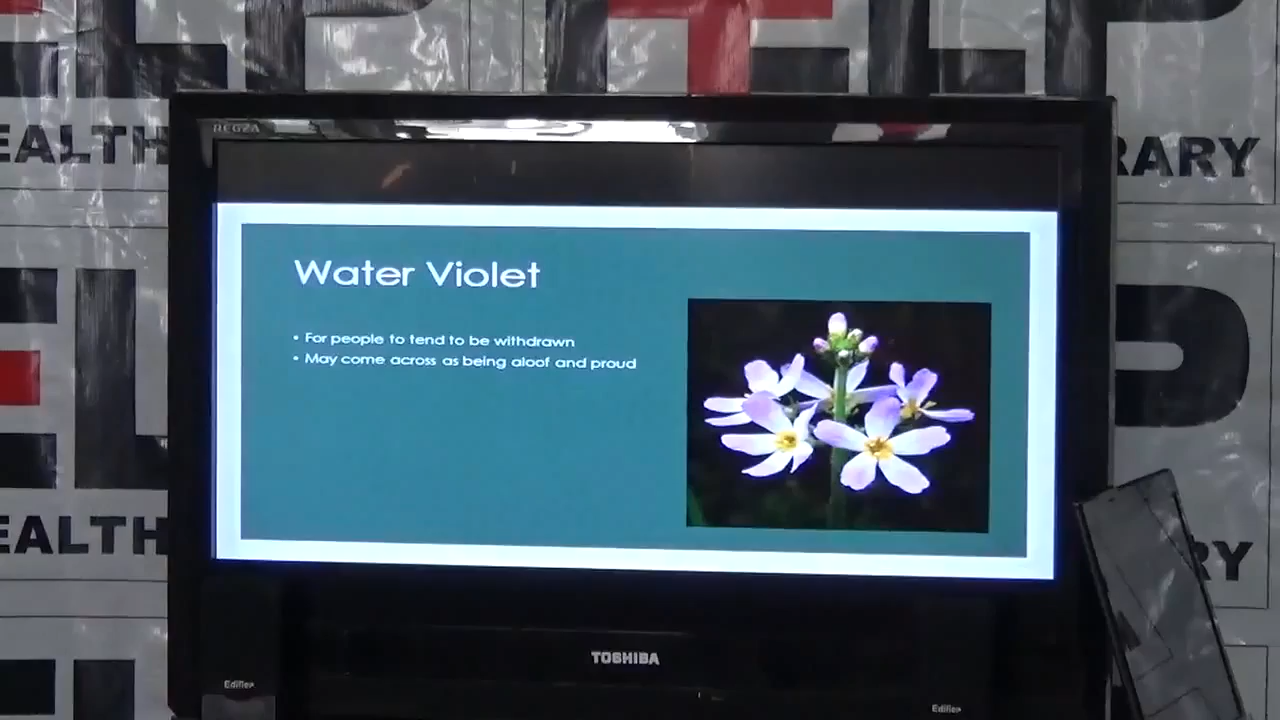 HELP
EALTH
RARY
REGZA
Water Violet
• For people to tend to be withdrawn
• May come across as being aloof and proud
EALTH
RY
TOSHIBA
Edifier
Edifier